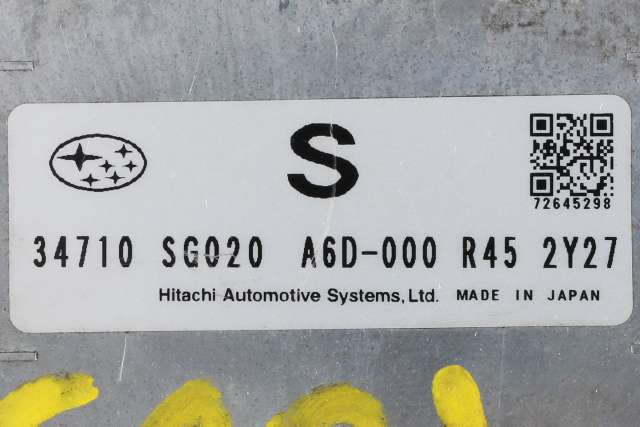 S
72645298
34710 SG020 A6D-000 R45 2Y27
Hitachi Automotive Systems, Ltd. MADE IN JAPAN